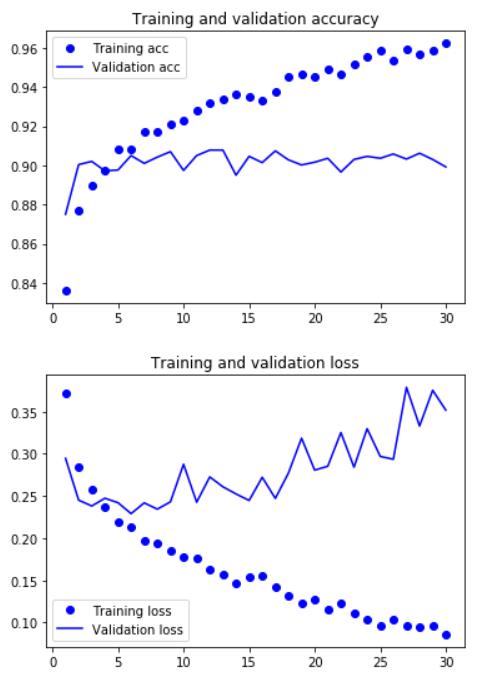 Training and validation accuracy
0.96
0.94
0.92
0.90
0.88
0.86
0.84
Training acc
Validation acc
0 5 10 15 20 25 30
Training and validation loss
0.35
0.30
0.25
0.20
0.15
0.10
Training loss
Validation loss
0 5 10 15 20 25 30